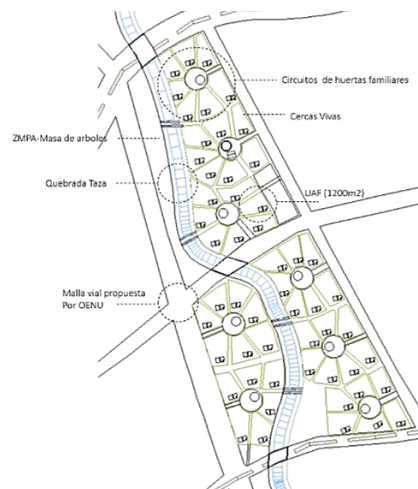 Circuitos de huertas familiares
Cercas Vivas
ZMPA-Masa de arboles
Quebrada Taza
UAF (1200m2)
Malla vial propuesta
Por OENU